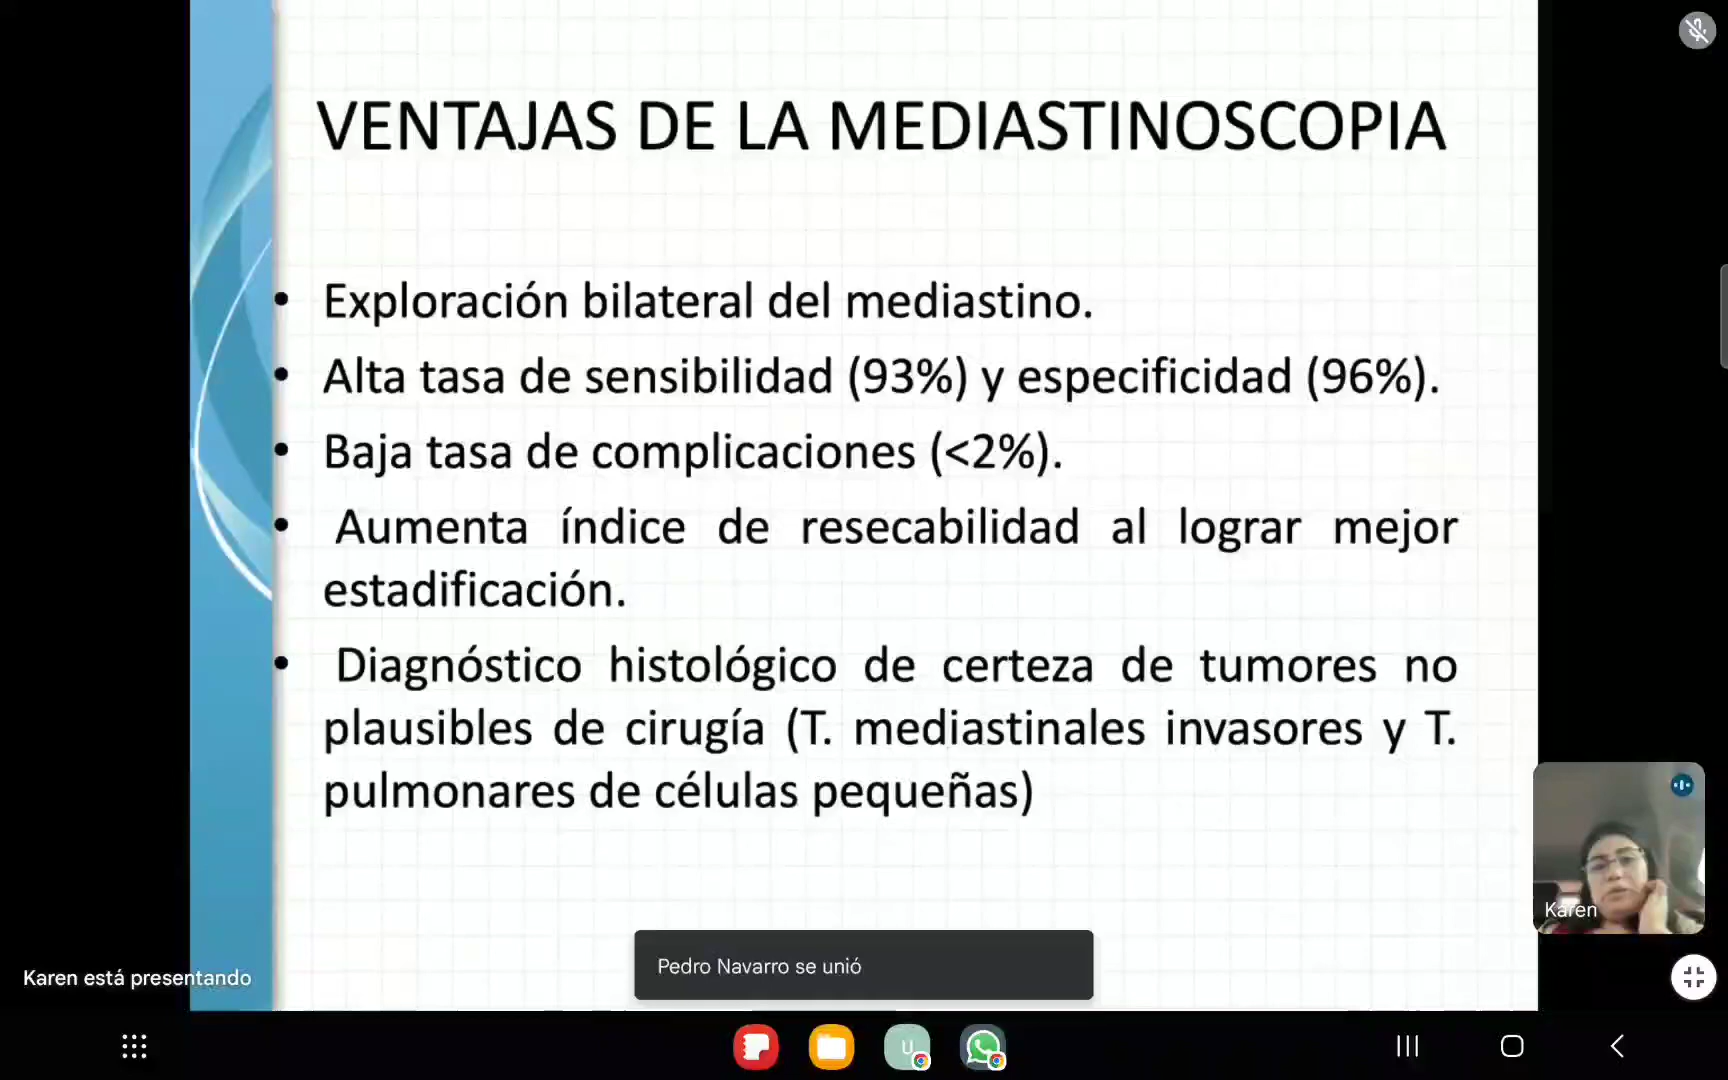 VENTAJAS DE LA MEDIASTINOSCOPIA
• Exploración bilateral del mediastino.
• Alta tasa de sensibilidad (93%) y especificidad (96%).
• Baja tasa de complicaciones (<2%).
• Aumenta índice de resecabilidad al lograr mejor
estadificación.
• Diagnóstico histológico de certeza de tumores no
plausibles de cirugía (T. mediastinales invasores y T.
pulmonares de células pequeñas)
Karen
Pedro Navarro se unió
Karen está presentando
U